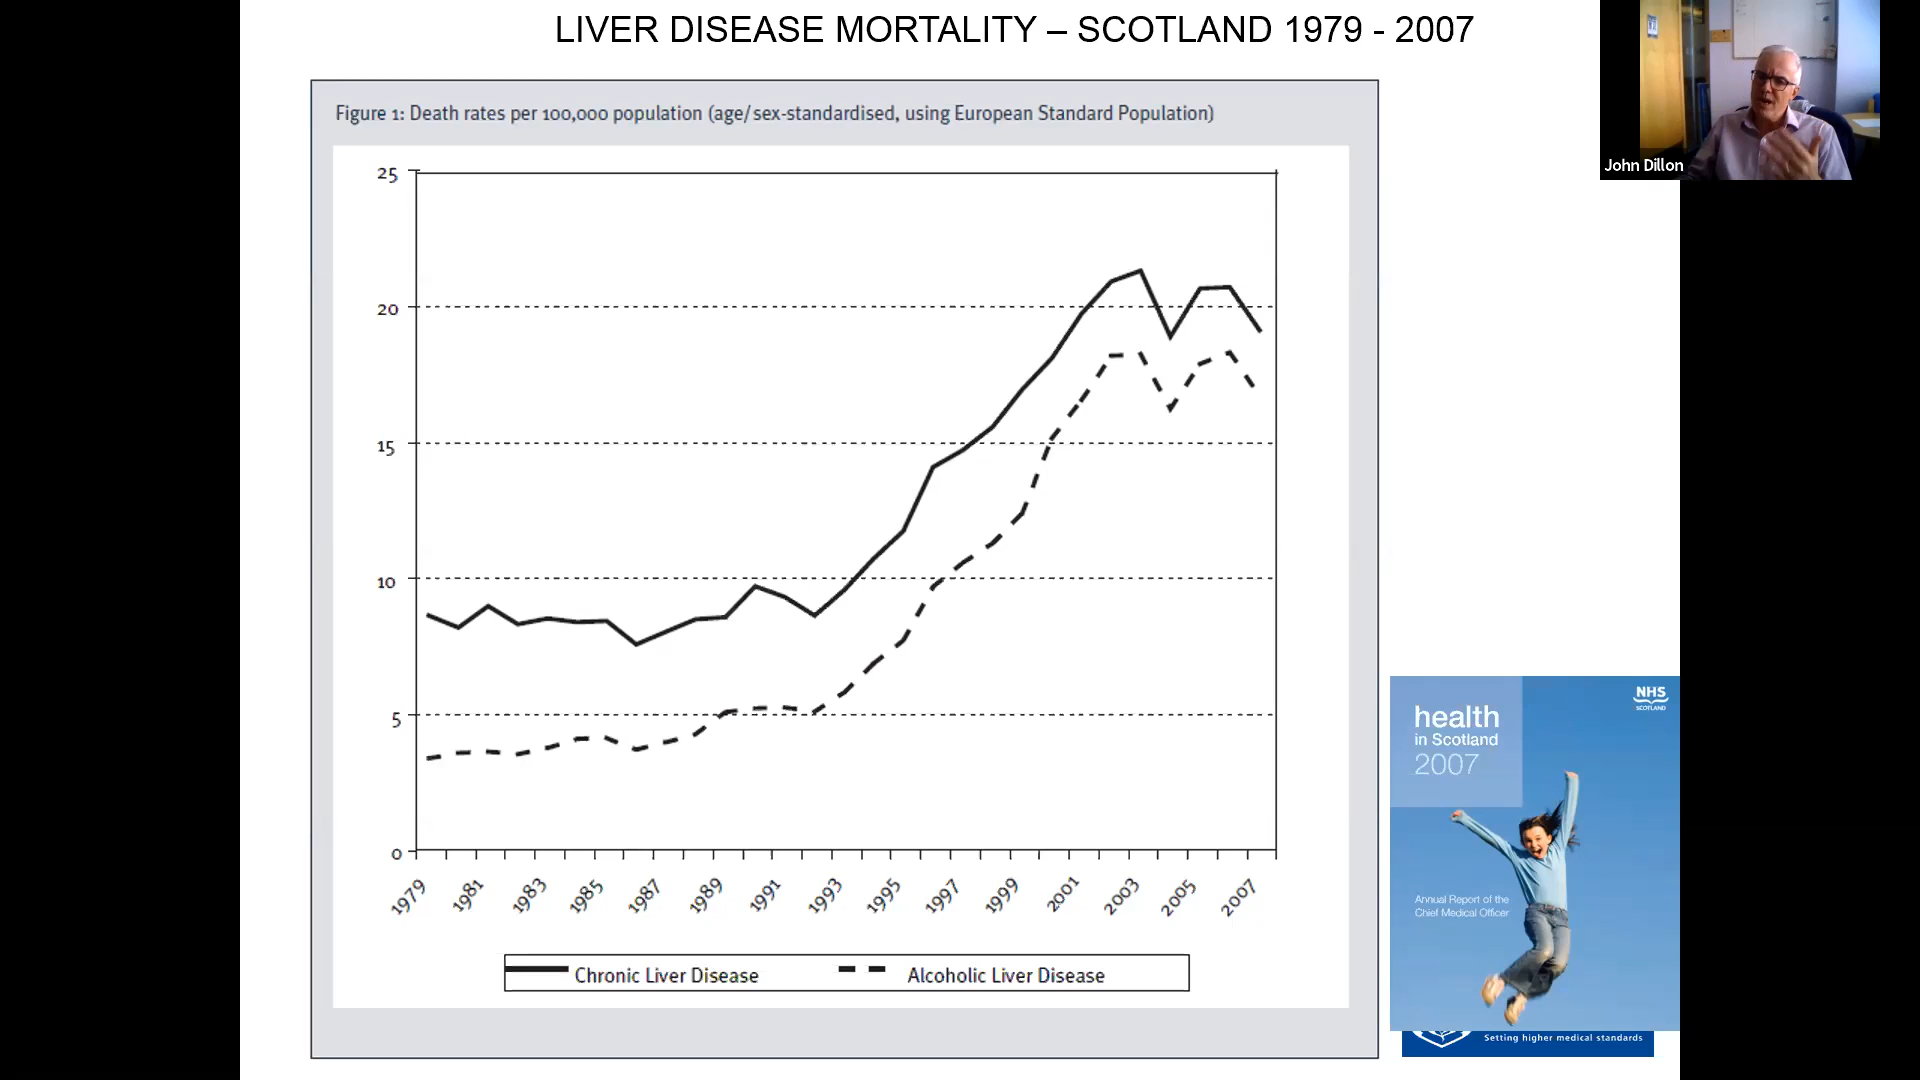 LIVER DISEASE MORTALITY – SCOTLAND 1979 - 2007
John Dillon
Figure 1: Death rates per 100,000 population (age/sex-standardised, using European Standard Population)
25
20
15
10
5
0
1979
1981
1983
1985
1987
1989
1991
1993
1995
1997
1999
2001
2003
2005
2007
Chronic Liver Disease
Alcoholic Liver Disease
NHS
SCOTLAND
health
in Scotland
2007
Annual Report of the
Chief Medical Officer
Setting higher medical standards